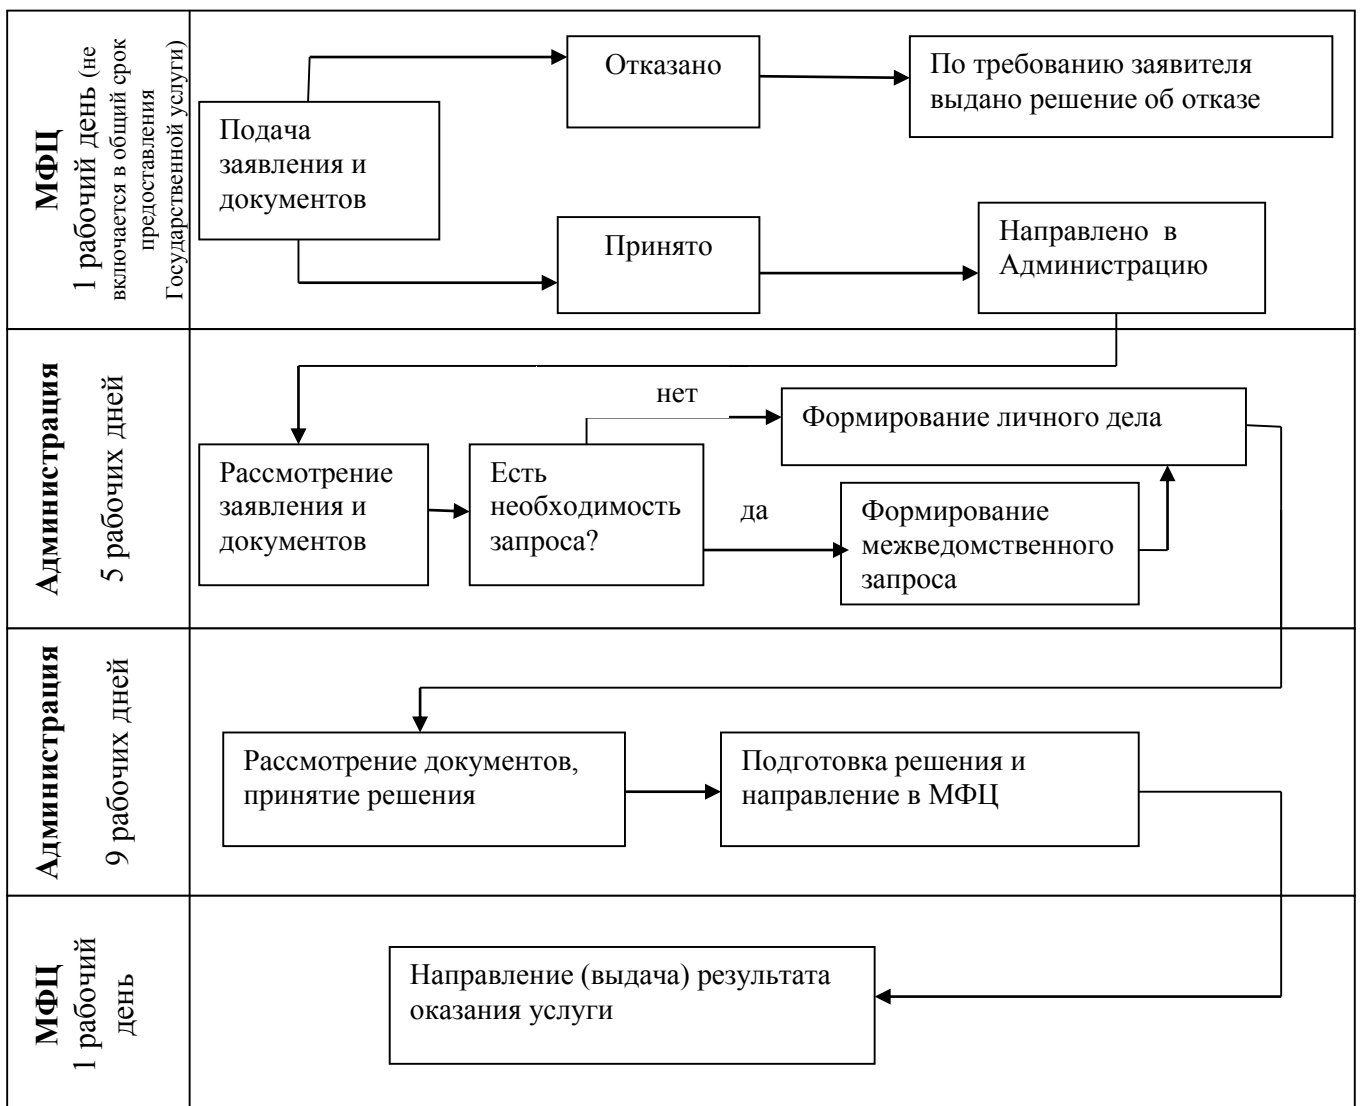 МФЦ
1 рабочий день (не
включается в общий срок
предоставления
Государственной услуги)
Подача
заявления и
документов
Отказано
По требованию заявителя
выдано решение об отказе
Принято
Направлено в
Администрацию
Администрация
5 рабочих дней
Рассмотрение
заявления и
документов
Есть
необходимость
запроса?
нет
Формирование личного дела
да
Формирование
межведомственного
запроса
Администрация
9 рабочих дней
Рассмотрение документов,
принятие решения
Подготовка решения и
направление в МФЦ
МФЦ
1 рабочий
день
Направление (выдача) результата
оказания услуги